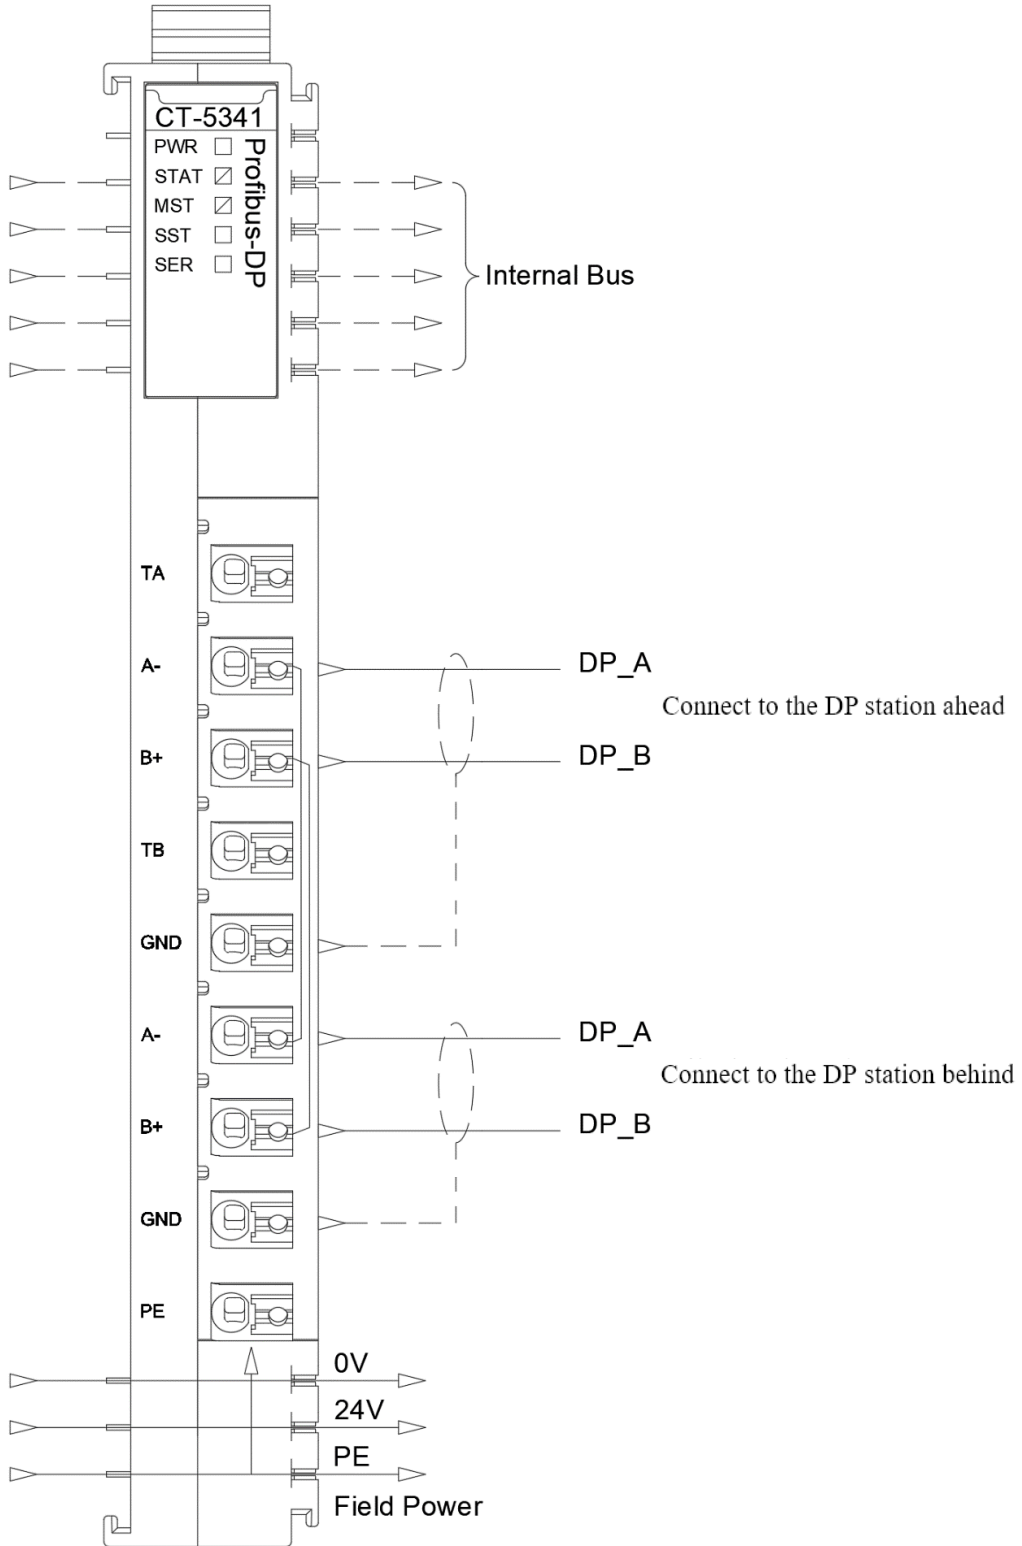 CT-5341
PWR
STAT
MST
SST
SER
Profibus-DP
Internal Bus
TA
A-
DP_A
Connect to the DP station ahead
B+
DP_B
TB
GND
A-
DP_A
Connect to the DP station behind
B+
DP_B
GND
PE
0V
24V
PE
Field Power